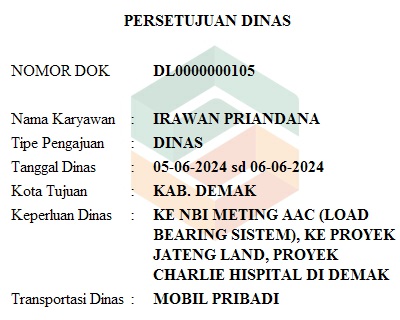 PERSETUJUAN DINAS
NOMOR DOK DL0000000105
Nama Karyawan : IRAWAN PRIANDANA
Tipe Pengajuan : DINAS
Tanggal Dinas : 05-06-2024 sd 06-06-2024
Kota Tujuan : KAB. DEMAK
Keperluan Dinas : KE NBI METING AAC (LOAD
BEARING SISTEM), KE PROYEK
JATENG LAND, PROYEK
CHARLIE HISPITAL DI DEMAK
Transportasi Dinas : MOBIL PRIBADI